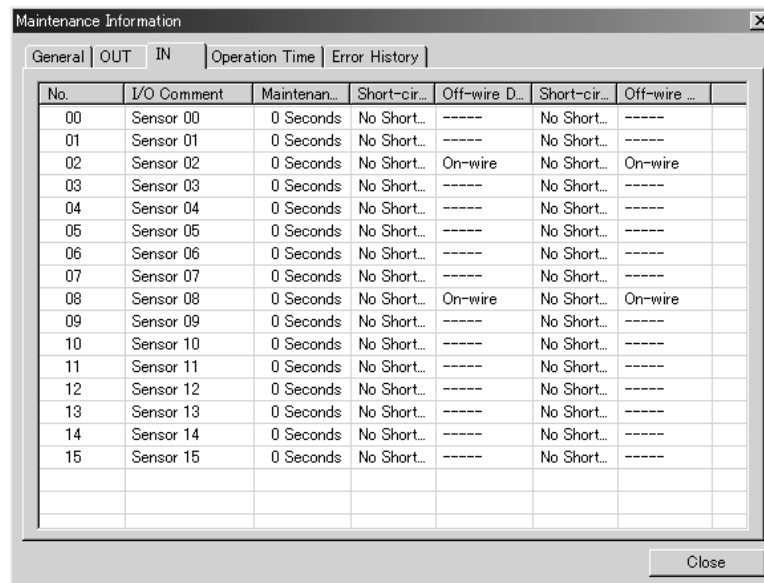 Maintenance Information
General OUT IN Operation Time Error History
No. I/O Comment Maintenan... Short-cir... Off-wire D... Short-cir... Off-wire ...
00 Sensor 00 0 Seconds No Short... ----- No Short... -----
01 Sensor 01 0 Seconds No Short... ----- No Short... -----
02 Sensor 02 0 Seconds No Short... On-wire No Short... On-wire
03 Sensor 03 0 Seconds No Short... ----- No Short... -----
04 Sensor 04 0 Seconds No Short... ----- No Short... -----
05 Sensor 05 0 Seconds No Short... ----- No Short... -----
06 Sensor 06 0 Seconds No Short... ----- No Short... -----
07 Sensor 07 0 Seconds No Short... ----- No Short... -----
08 Sensor 08 0 Seconds No Short... On-wire No Short... On-wire
09 Sensor 09 0 Seconds No Short... ----- No Short... -----
10 Sensor 10 0 Seconds No Short... ----- No Short... -----
11 Sensor 11 0 Seconds No Short... ----- No Short... -----
12 Sensor 12 0 Seconds No Short... ----- No Short... -----
13 Sensor 13 0 Seconds No Short... ----- No Short... -----
14 Sensor 14 0 Seconds No Short... ----- No Short... -----
15 Sensor 15 0 Seconds No Short... ----- No Short... -----
Close